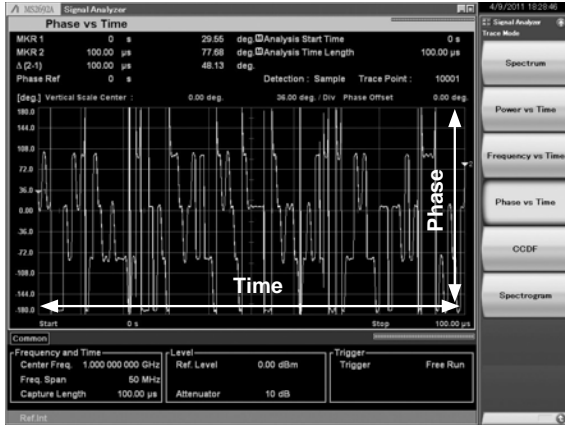 MS2692A Signal Analyzer
4/9/2011 18:28:46
Phase vs Time
MKR 1 0 s 29.55 deg. Analysis Start Time 0 s
MKR 2 100.00 µs 77.68 deg. Analysis Time Length 100.00 µs
Δ(2-1) 100.00 µs 48.13 deg.
Phase Ref 0 s Detection : Sample Trace Point : 10001
[deg.] Vertical Scale Center : 0.00 deg. 36.00 deg. / Div Phase Offset 0.00 deg.
180.0
144.0
108.0
72.0
36.0
0.00
-36.0
-72.0
-108.0
-144.0
-180.0
2
Phase
Time
Start 0 s Stop 100.00 µs
Common
Frequency and Time
Center Freq. 1.000 000 000 GHz
Freq. Span 50 MHz
Capture Length 100.00 µs
Level
Ref. Level 0.00 dBm
Attenuator 10 dB
Trigger
Trigger Free Run
Ref.Int
Signal Analyzer
Trace Mode
Spectrum
Power vs Time
Frequency vs Time
Phase vs Time
CCDF
Spectrogram